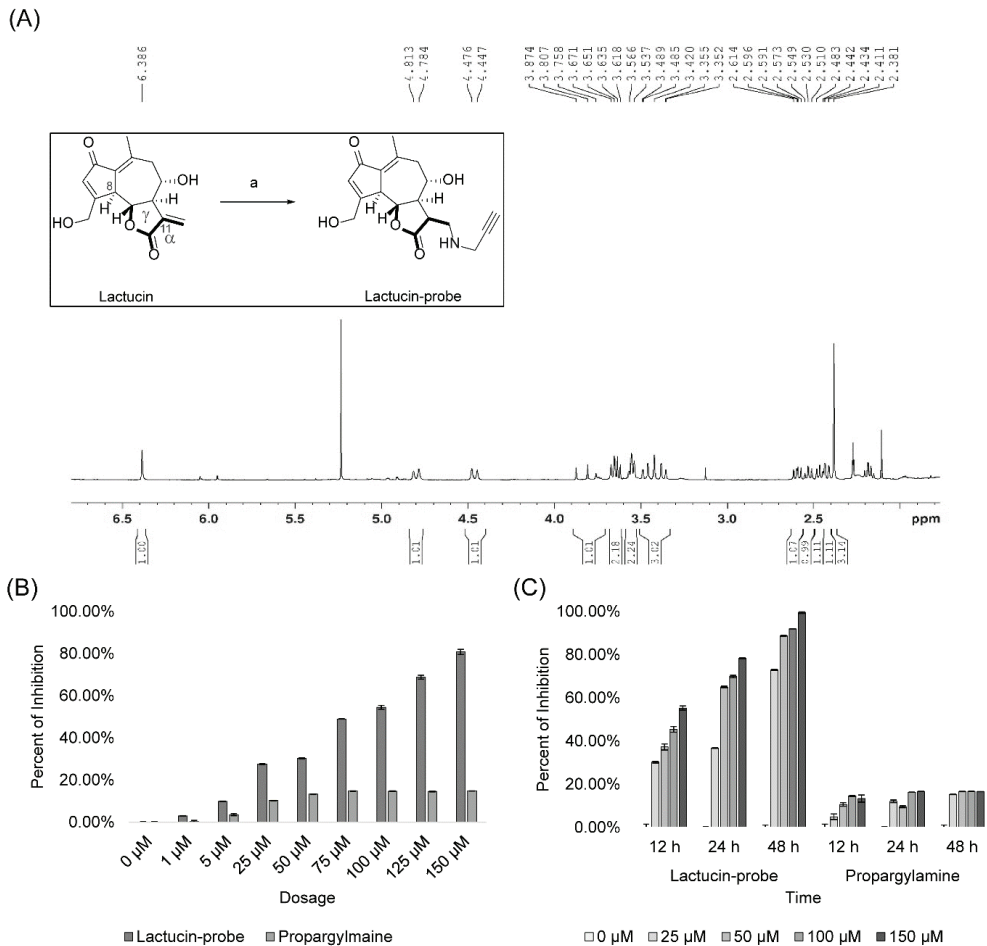 (A)
6.386
4.813
4.784
4.476
4.447
3.874
3.807
3.758
3.671
3.651
3.635
3.618
3.566
3.537
3.489
3.485
3.420
3.355
3.352
2.614
2.596
2.591
2.573
2.549
2.530
2.510
2.483
2.442
2.434
2.411
2.381
O
OH
8
H
H
γ
HO
H
O
11
α
O
Lactucin
a
O
OH
H
H
HO
H
O
HN
O
Lactucin-probe
6.5 6.0 5.5 5.0 4.5 4.0 3.5 3.0 2.5 ppm
1.00 1.01 1.01 1.01 2.18 2.24 3.02 1.07 0.99 1.11 1.11 3.14
(B)
100.00%
80.00%
60.00%
40.00%
20.00%
0.00%
Percent of Inhibition
0 μM 1 μM 5 μM 25 μM 50 μM 75 μM 100 μM 125 μM 150 μM
Dosage
Lactucin-probe Propargylmaine
(C)
100.00%
80.00%
60.00%
40.00%
20.00%
0.00%
Percent of Inhibition
12 h 24 h 48 h 12 h 24 h 48 h
Lactucin-probe Propargylamine
Time
0 μM 25 μM 50 μM 100 μM 150 μM